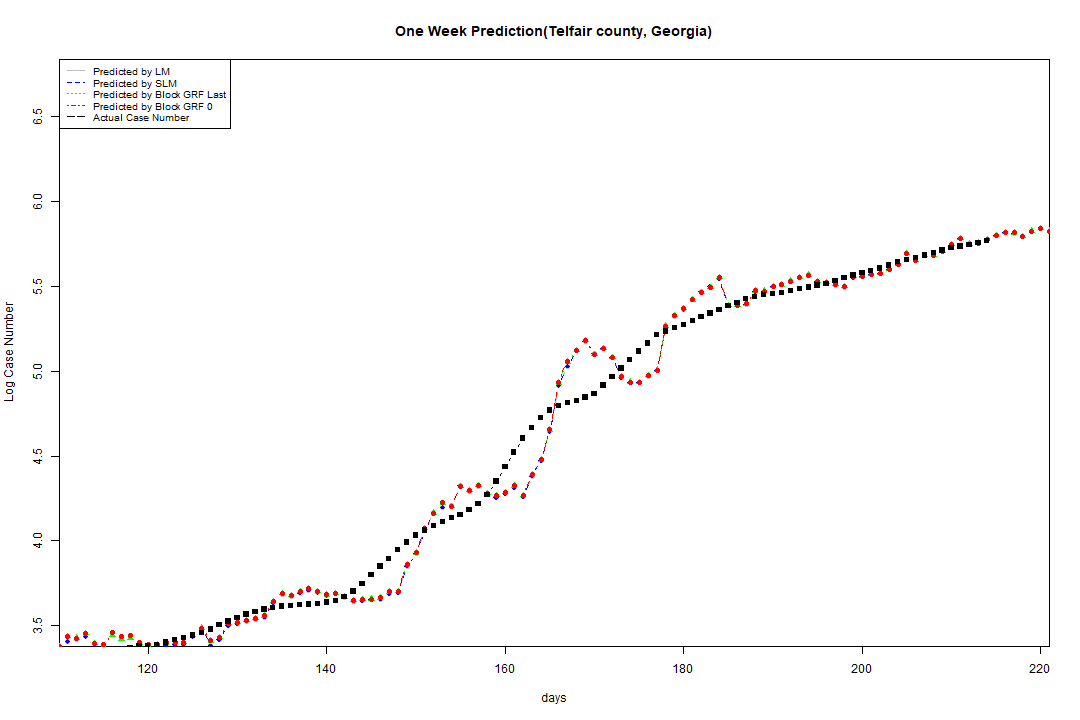 One Week Prediction(Telfair county, Georgia)
Predicted by LM
Predicted by SLM
Predicted by Block GRF Last
Predicted by Block GRF 0
Actual Case Number
6.5
6.0
5.5
5.0
4.5
4.0
3.5
Log Case Number
120 140 160 180 200 220
days